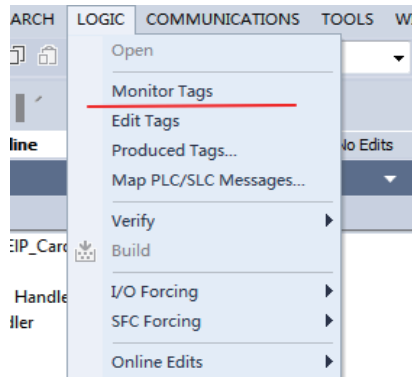 ARCH LOGIC COMMUNICATIONS TOOLS W
Open
Monitor Tags
line Edit Tags No Edits
Produced Tags...
Map PLC/SLC Messages...
Verify
EIP_Card Build
Handle I/O Forcing
dler SFC Forcing
Online Edits